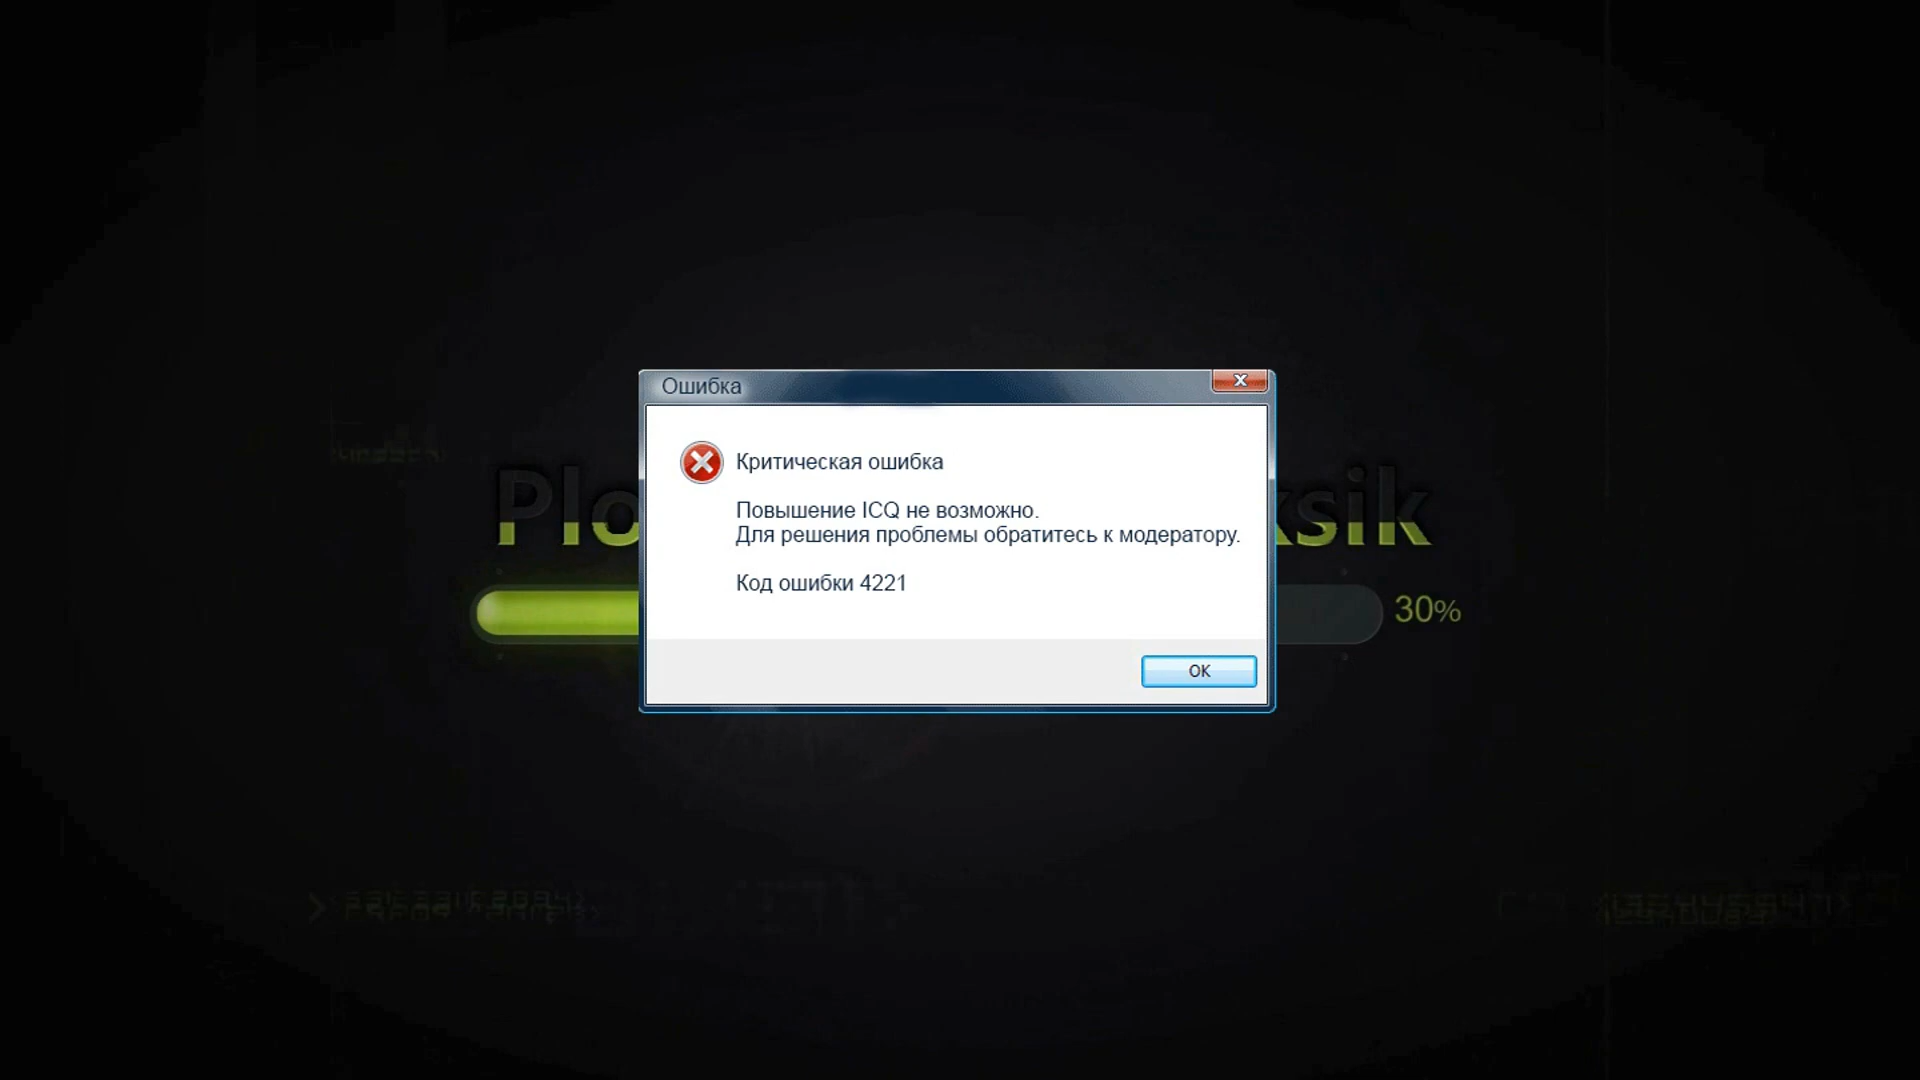 Ошибка
Критическая ошибка
Повышение ICQ не возможно.
Для решения проблемы обратитесь к модератору.
Код ошибки 4221
30%
OK